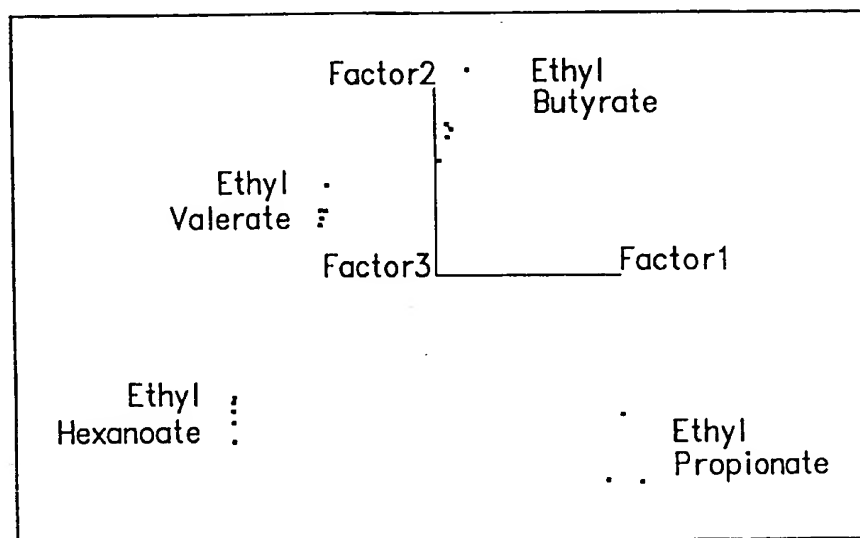 Factor2
Ethyl
Butyrate
Ethyl
Valerate
Factor3
Factor1
Ethyl
Hexanoate
Ethyl
Propionate